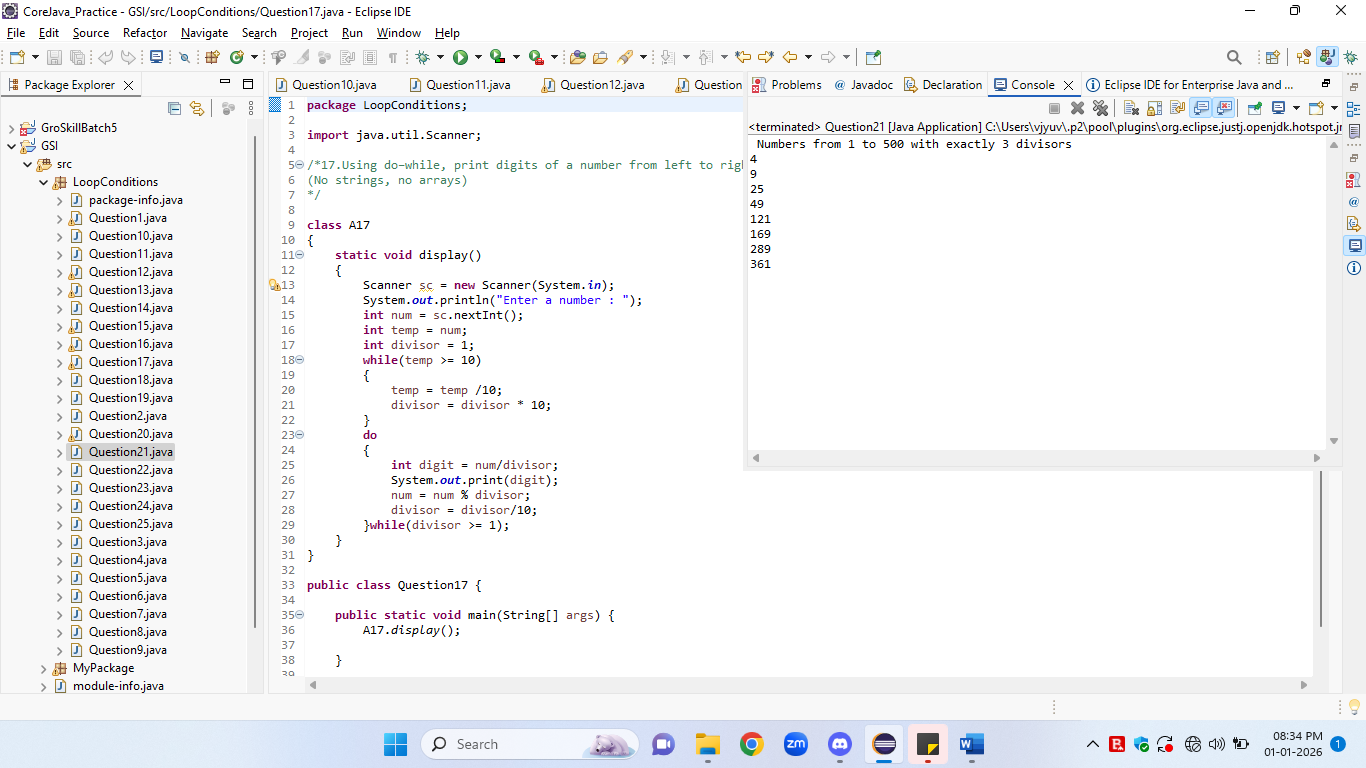 CoreJava_Practice - GSI/src/LoopConditions/Question17.java - Eclipse IDE
File Edit Source Refactor Navigate Search Project Run Window Help
Package Explorer
GroSkillBatch5
GSI
src
LoopConditions
package-info.java
Question1.java
Question10.java
Question11.java
Question12.java
Question13.java
Question14.java
Question15.java
Question16.java
Question17.java
Question18.java
Question19.java
Question2.java
Question20.java
Question21.java
Question22.java
Question23.java
Question24.java
Question25.java
Question3.java
Question4.java
Question5.java
Question6.java
Question7.java
Question8.java
Question9.java
MyPackage
module-info.java
Question10.java Question11.java Question12.java Question
1 package LoopConditions;
2
3 import java.util.Scanner;
4
5 /*17.Using do-while, print digits of a number from left to righ
6 (No strings, no arrays)
7 */
8
9 class A17
10 {
11 static void display()
12 {
13 Scanner sc = new Scanner(System.in);
14 System.out.println("Enter a number : ");
15 int num = sc.nextInt();
16 int temp = num;
17 int divisor = 1;
18 while(temp >= 10)
19 {
20 temp = temp /10;
21 divisor = divisor * 10;
22 }
23 do
24 {
25 int digit = num/divisor;
26 System.out.print(digit);
27 num = num % divisor;
28 divisor = divisor/10;
29 }while(divisor >= 1);
30 }
31 }
32
33 public class Question17 {
34
35 public static void main(String[] args) {
36 A17.display();
37
38 }
39
Problems @ Javadoc Declaration Console Eclipse IDE for Enterprise Java and ...
<terminated> Question21 [Java Application] C:\Users\vjyuv\.p2\pool\plugins\org.eclipse.justj.openjdk.hotspot.jr
Numbers from 1 to 500 with exactly 3 divisors
4
9
25
49
121
169
289
361
Search
zm
08:34 PM
01-01-2026
1